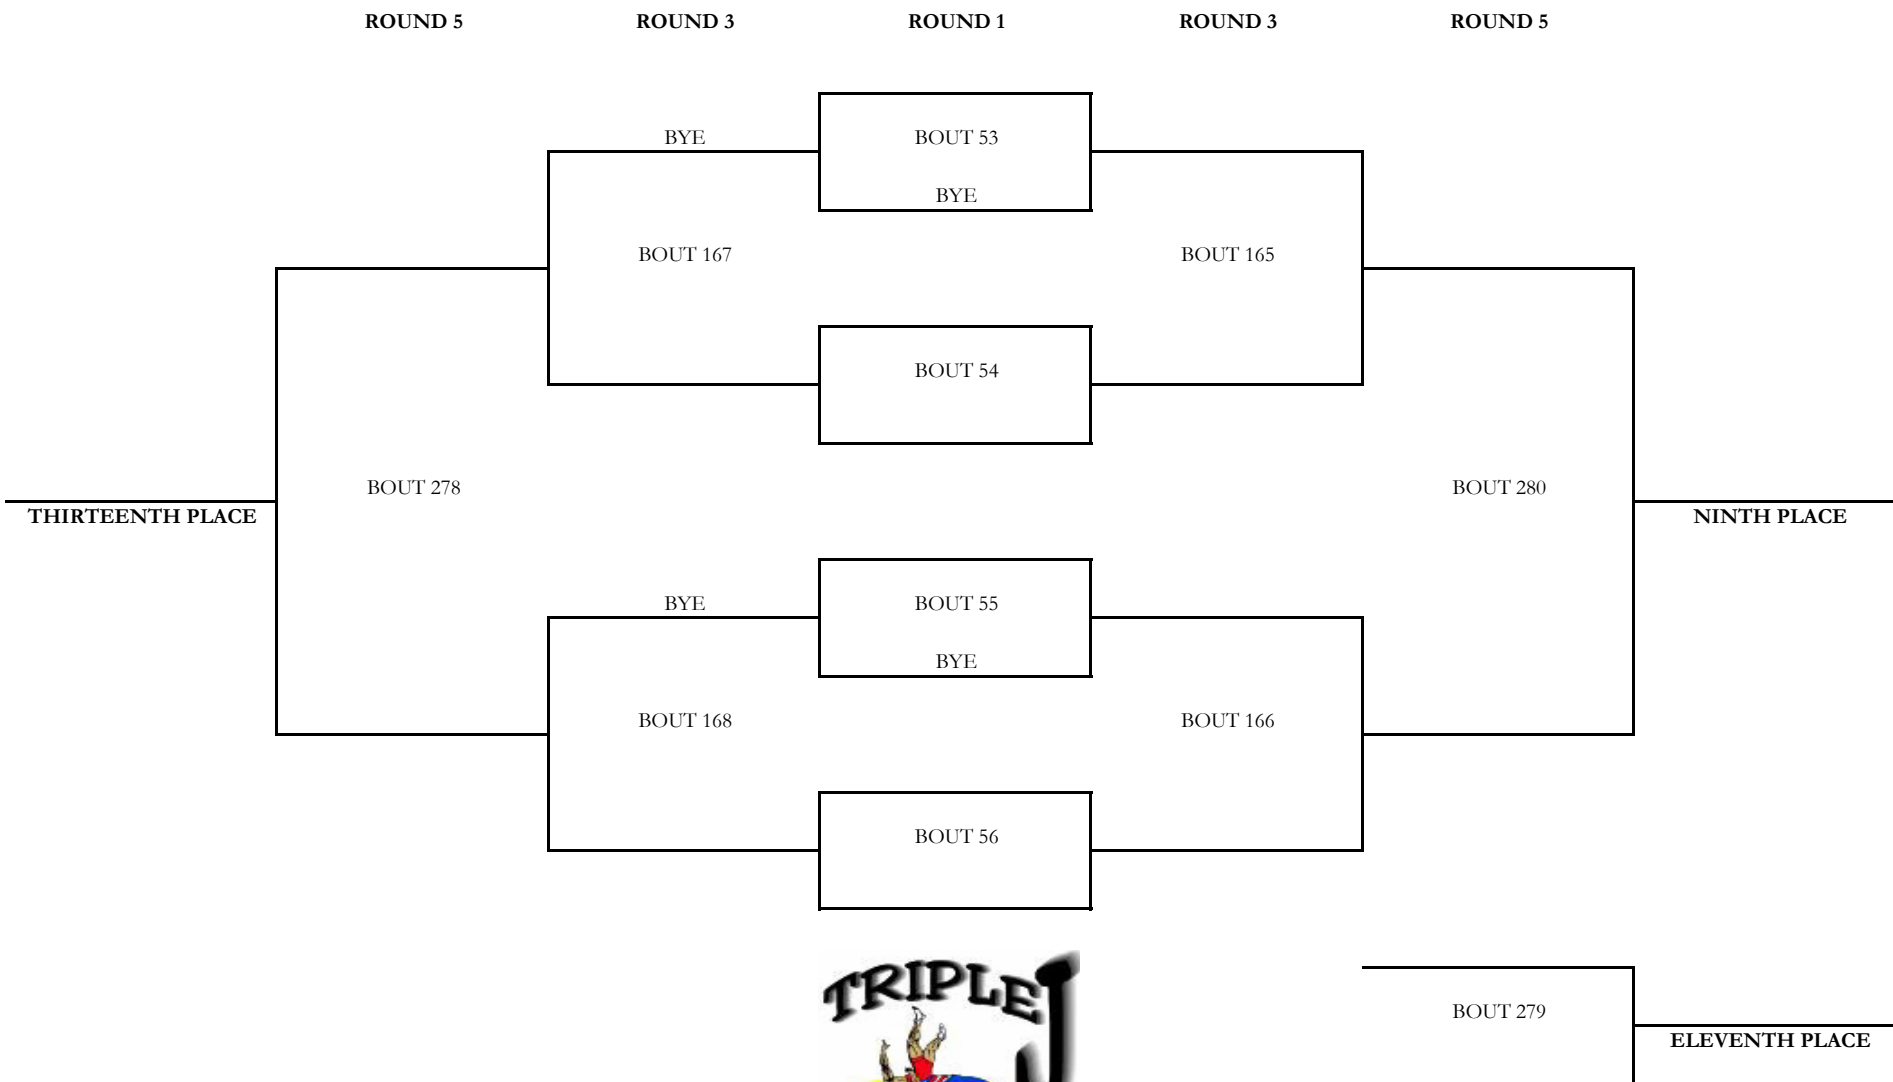 ROUND 5 ROUND 3 ROUND 1 ROUND 3 ROUND 5
BYE BOUT 53
BYE
BOUT 167 BOUT 165
BOUT 54
BOUT 278 BOUT 280
THIRTEENTH PLACE NINTH PLACE
BYE BOUT 55
BYE
BOUT 168 BOUT 166
BOUT 56
TRIPLE J
BOUT 279
ELEVENTH PLACE